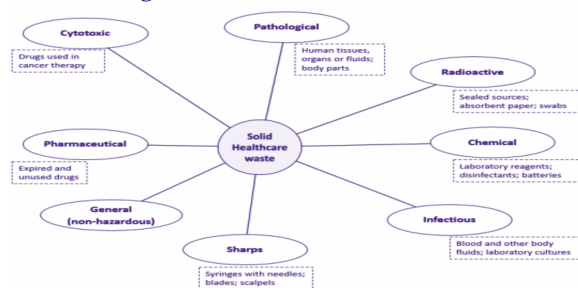 Cytotoxic
Drugs used in
cancer therapy
Pathological
Human tissues,
organs or fluids;
body parts
Radioactive
Sealed sources;
absorbent paper; swabs
Solid
Healthcare
waste
Pharmaceutical
Expired and
unused drugs
Chemical
Laboratory reagents;
disinfectants; batteries
General
(non-hazardous)
Infectious
Blood and other body
fluids; laboratory cultures
Sharps
Syringes with needles;
blades; scalpels